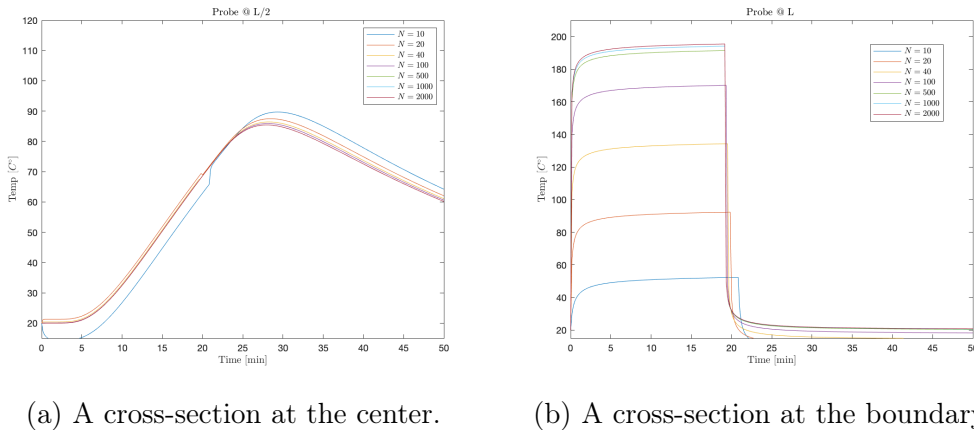 Probe @ L/2
120
110
100
90
80
70
60
50
40
30
20
Temp [C°]
0
5
10
15
20
25
30
35
40
45
50
Time [min]
N = 10
N = 20
N = 40
N = 100
N = 500
N = 1000
N = 2000
(a) A cross-section at the center.
Probe @ L
200
180
160
140
120
100
80
60
40
20
Temp [C°]
0
5
10
15
20
25
30
35
40
45
50
Time [min]
N = 10
N = 20
N = 40
N = 100
N = 500
N = 1000
N = 2000
(b) A cross-section at the boundary